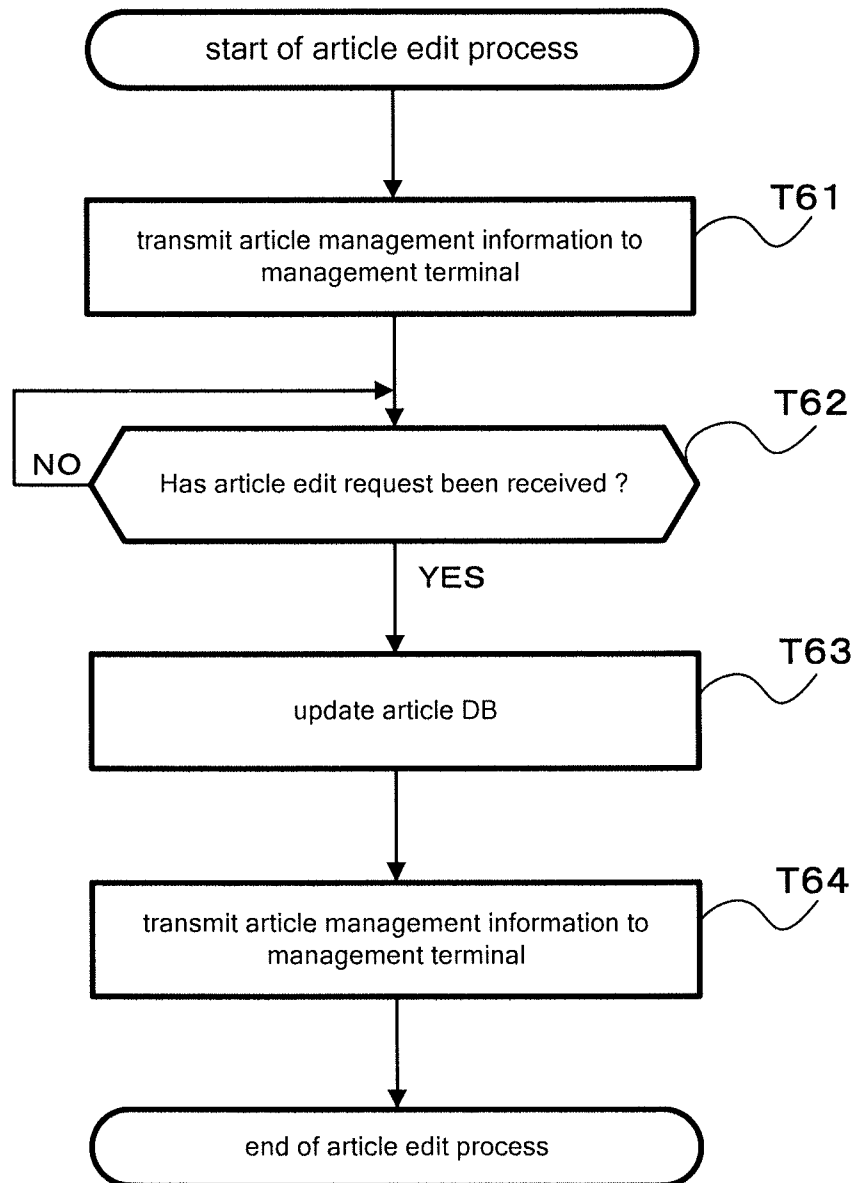 start of article edit process
T61
transmit article management information to
management terminal
T62
NO
Has article edit request been received ?
YES
T63
update article DB
T64
transmit article management information to
management terminal
end of article edit process